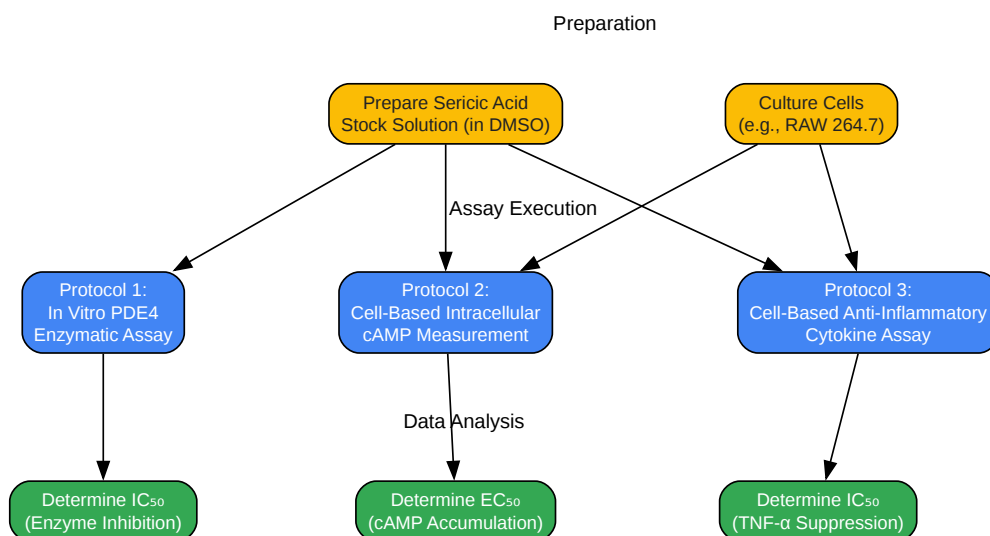 Preparation
Prepare Sericic Acid
Stock Solution (in DMSO)
Culture Cells
(e.g., RAW 264.7)
Assay Execution
Protocol 1:
In Vitro PDE4
Enzymatic Assay
Protocol 2:
Cell-Based Intracellular
cAMP Measurement
Protocol 3:
Cell-Based Anti-Inflammatory
Cytokine Assay
Data Analysis
Determine IC₅₀
(Enzyme Inhibition)
Determine EC₅₀
(cAMP Accumulation)
Determine IC₅₀
(TNF-α Suppression)